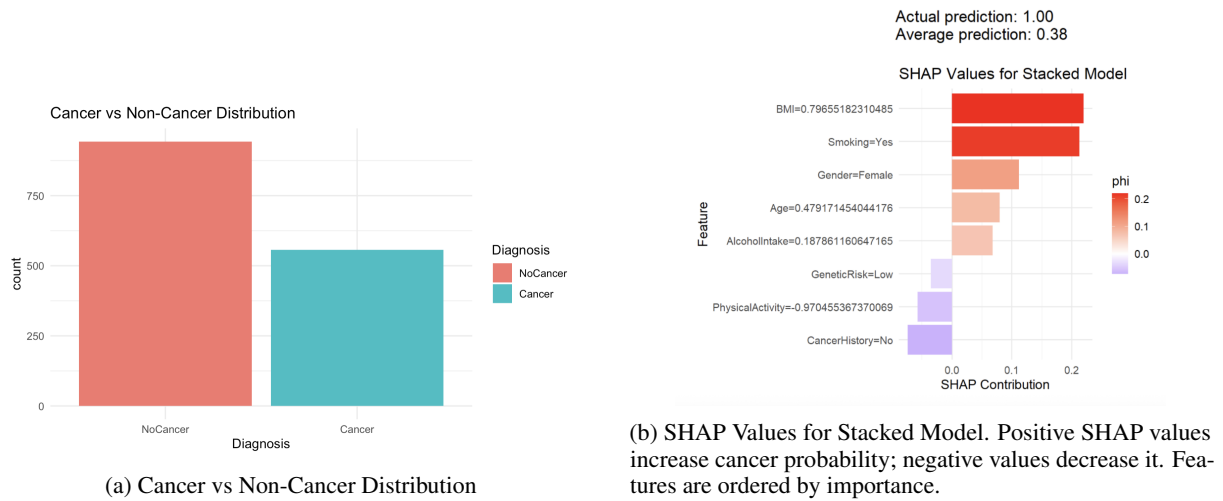 Cancer vs Non-Cancer Distribution
count
750
500
250
0
NoCancer
Cancer
Diagnosis
Diagnosis
NoCancer
Cancer
(a) Cancer vs Non-Cancer Distribution
Actual prediction: 1.00
Average prediction: 0.38
SHAP Values for Stacked Model
Feature
BMI=0.79655182310485
Smoking=Yes
Gender=Female
Age=0.479171454044176
AlcoholIntake=0.187861160647165
GeneticRisk=Low
PhysicalActivity=-0.970455367370069
CancerHistory=No
0.0
0.1
0.2
SHAP Contribution
phi
0.2
0.1
0.0
(b) SHAP Values for Stacked Model. Positive SHAP values
increase cancer probability; negative values decrease it. Fea-
tures are ordered by importance.